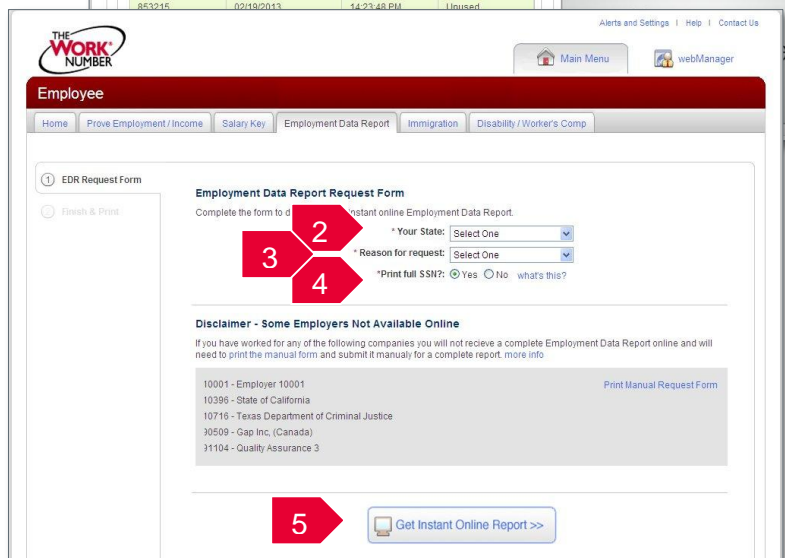 853215 02/19/2013 14:23:48 PM Unused
Alerts and Settings | Help | Contact Us
THE
WORK
NUMBER
Main Menu
webManager
Employee
Home
Prove Employment / Income
Salary Key
Employment Data Report
Immigration
Disability / Worker's Comp
1 EDR Request Form
Finish & Print
Employment Data Report Request Form
Complete the form to d instant online Employment Data Report.
2
* Your State: Select One
3
* Reason for request: Select One
4
*Print full SSN?: Yes No what's this?
Disclaimer - Some Employers Not Available Online
If you have worked for any of the following companies you will not recieve a complete Employment Data Report online and will
need to print the manual form and submit it manualy for a complete report. more info
10001 - Employer 10001
Print Manual Request Form
10396 - State of California
10716 - Texas Department of Criminal Justice
90509 - Gap Inc, (Canada)
91104 - Quality Assurance 3
5
Get Instant Online Report >>